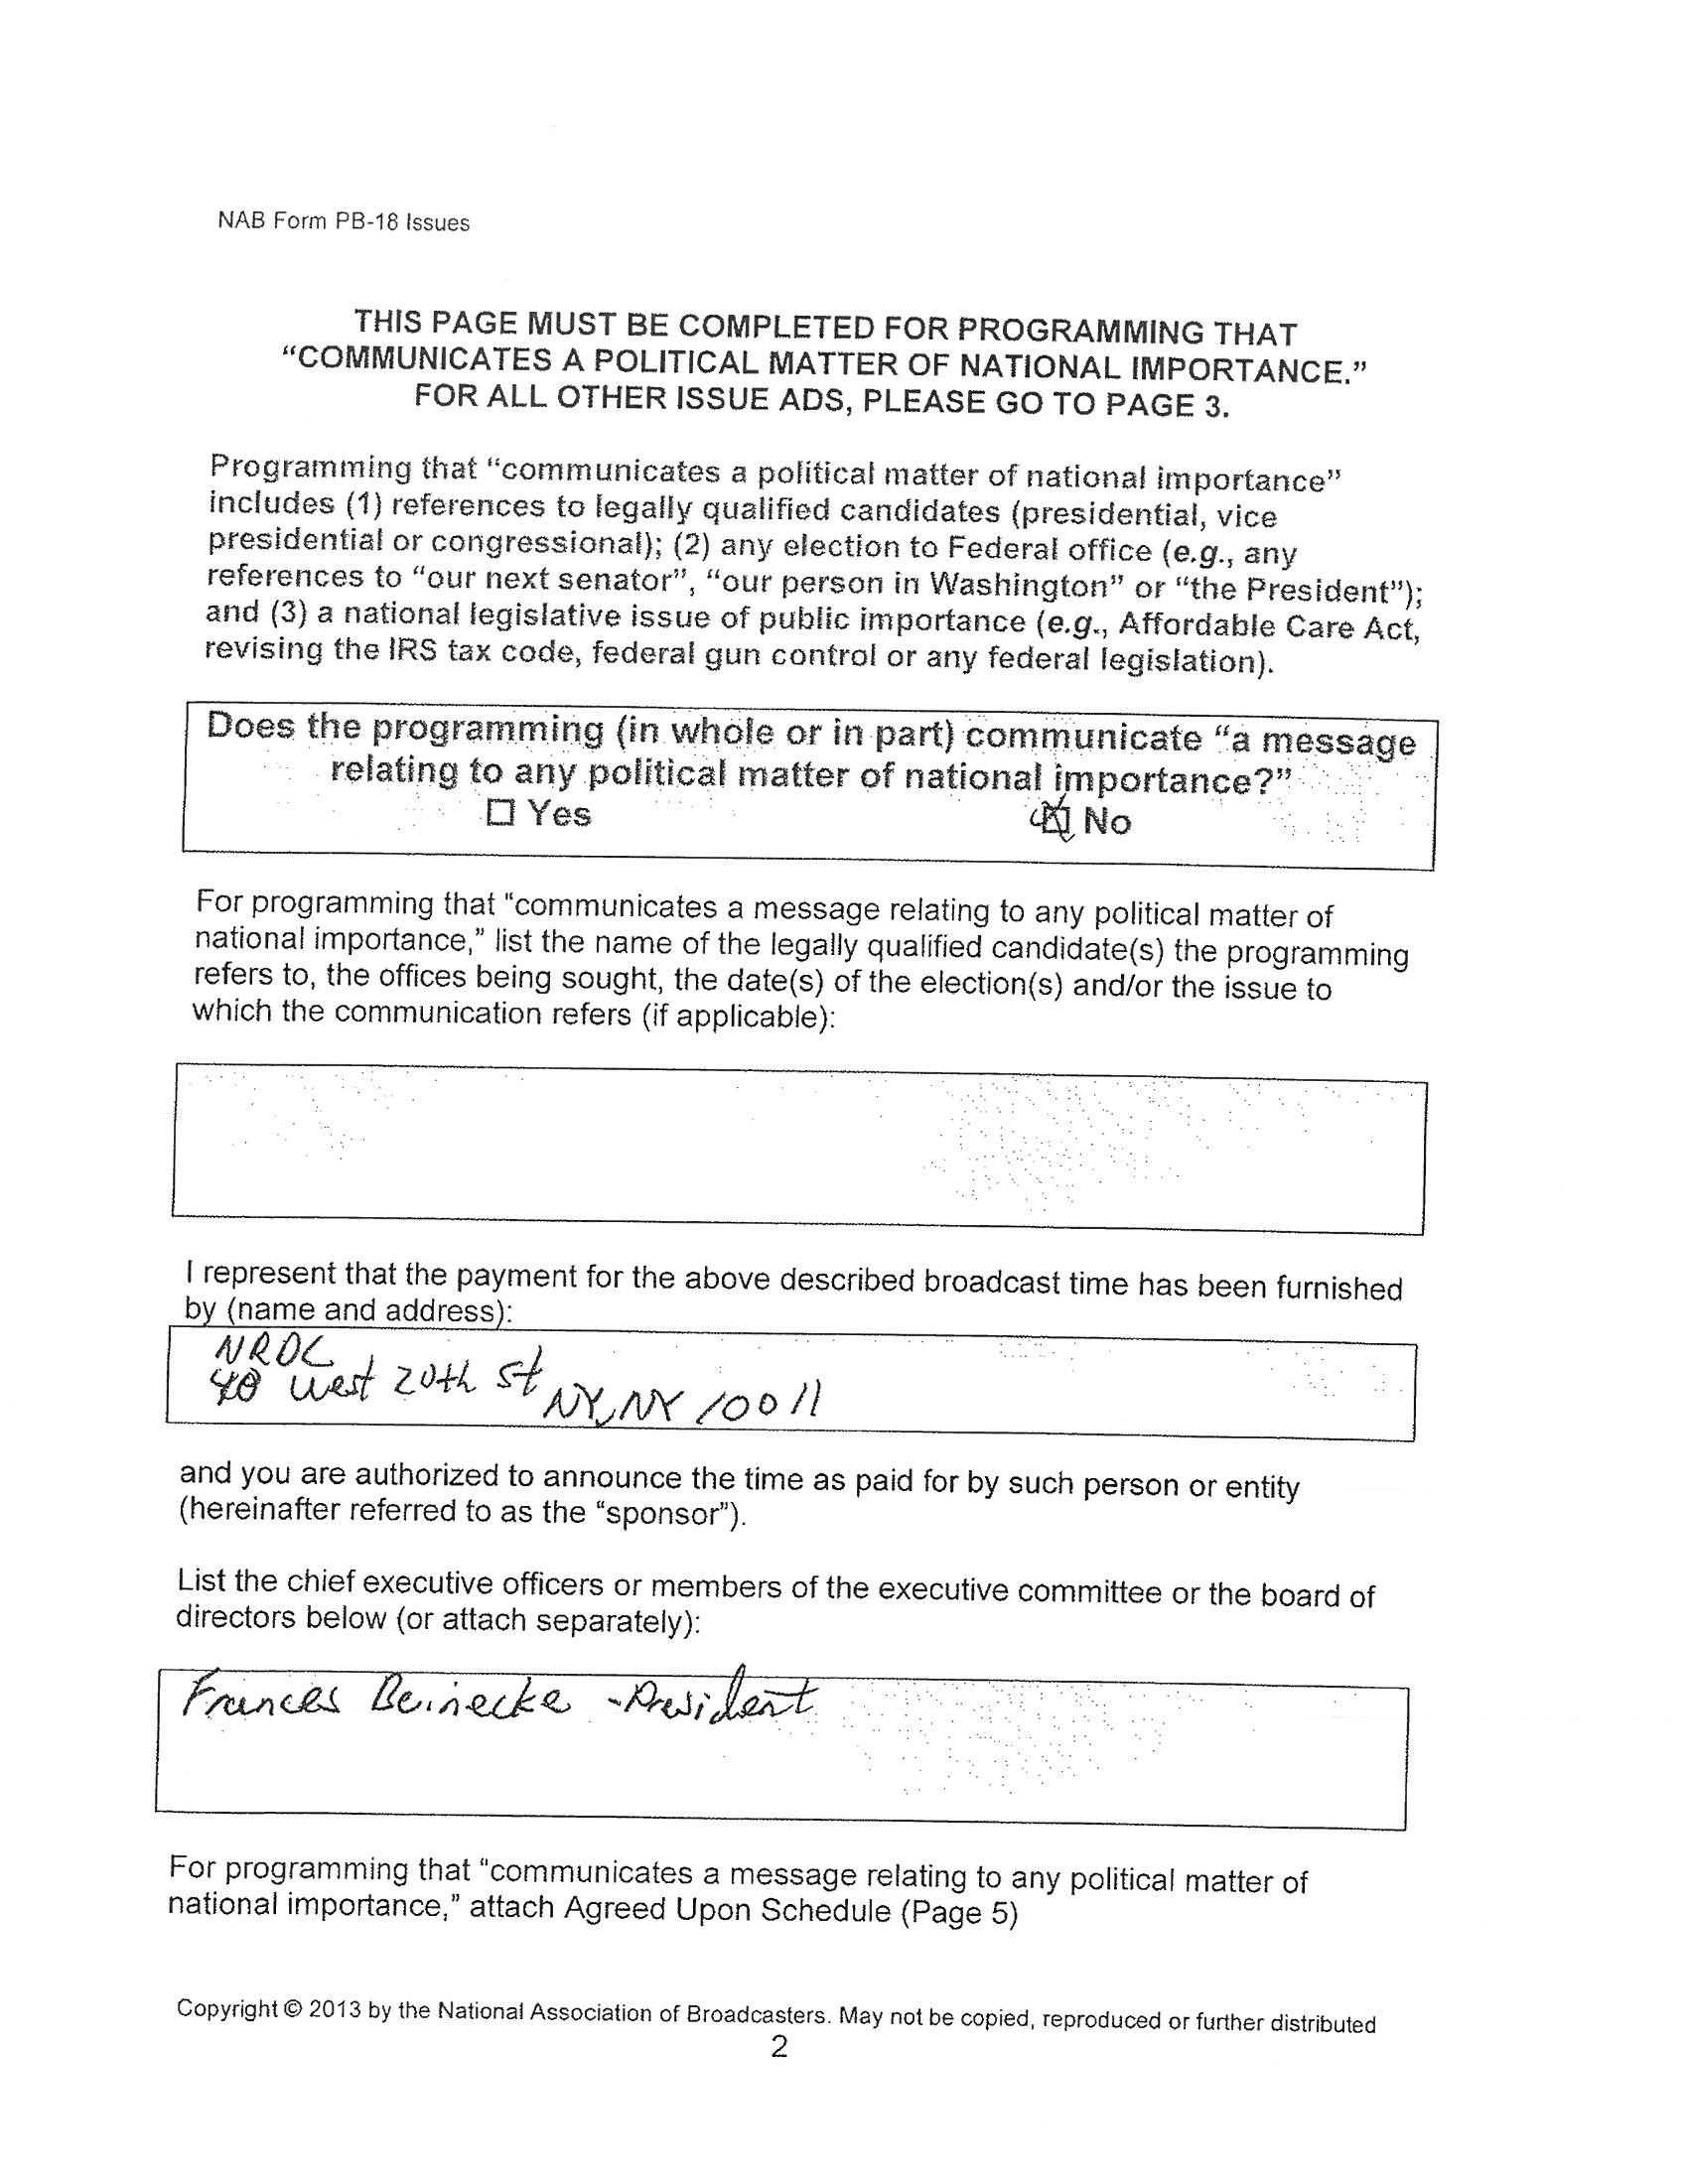 NAB Form PB-18 Issues
THIS PAGE MUST BE COMPLETED FOR PROGRAMMING THAT
“COMMUNICATES A POLITICAL MATTER OF NATIONAL IMPORTANCE.”
FOR ALL OTHER ISSUE ADS, PLEASE GO TO PAGE 3.
Programming that “communicates a political matter of national importance”
includes (1) references to legally qualified candidates (presidential, vice
presidential or congressional); (2) any election to Federal office (e.g., any
references to “our next senator”, “our person in Washington” or “the President”);
and (3) a national legislative issue of public importance (e.g., Affordable Care Act,
revising the IRS tax code, federal gun control or any federal legislation).
Does the programming (in whole or in part) communicate “a message
relating to any political matter of national importance?”
☐ Yes ☒ No
For programming that “communicates a message relating to any political matter of
national importance,” list the name of the legally qualified candidate(s) the programming
refers to, the offices being sought, the date(s) of the election(s) and/or the issue to
which the communication refers (if applicable):
I represent that the payment for the above described broadcast time has been furnished
by (name and address):
NRDC
40 West 20th St NY, NY 10011
and you are authorized to announce the time as paid for by such person or entity
(hereinafter referred to as the “sponsor”).
List the chief executive officers or members of the executive committee or the board of
directors below (or attach separately):
Frances Beinecke - President
For programming that “communicates a message relating to any political matter of
national importance,” attach Agreed Upon Schedule (Page 5)
Copyright © 2013 by the National Association of Broadcasters. May not be copied, reproduced or further distributed
2